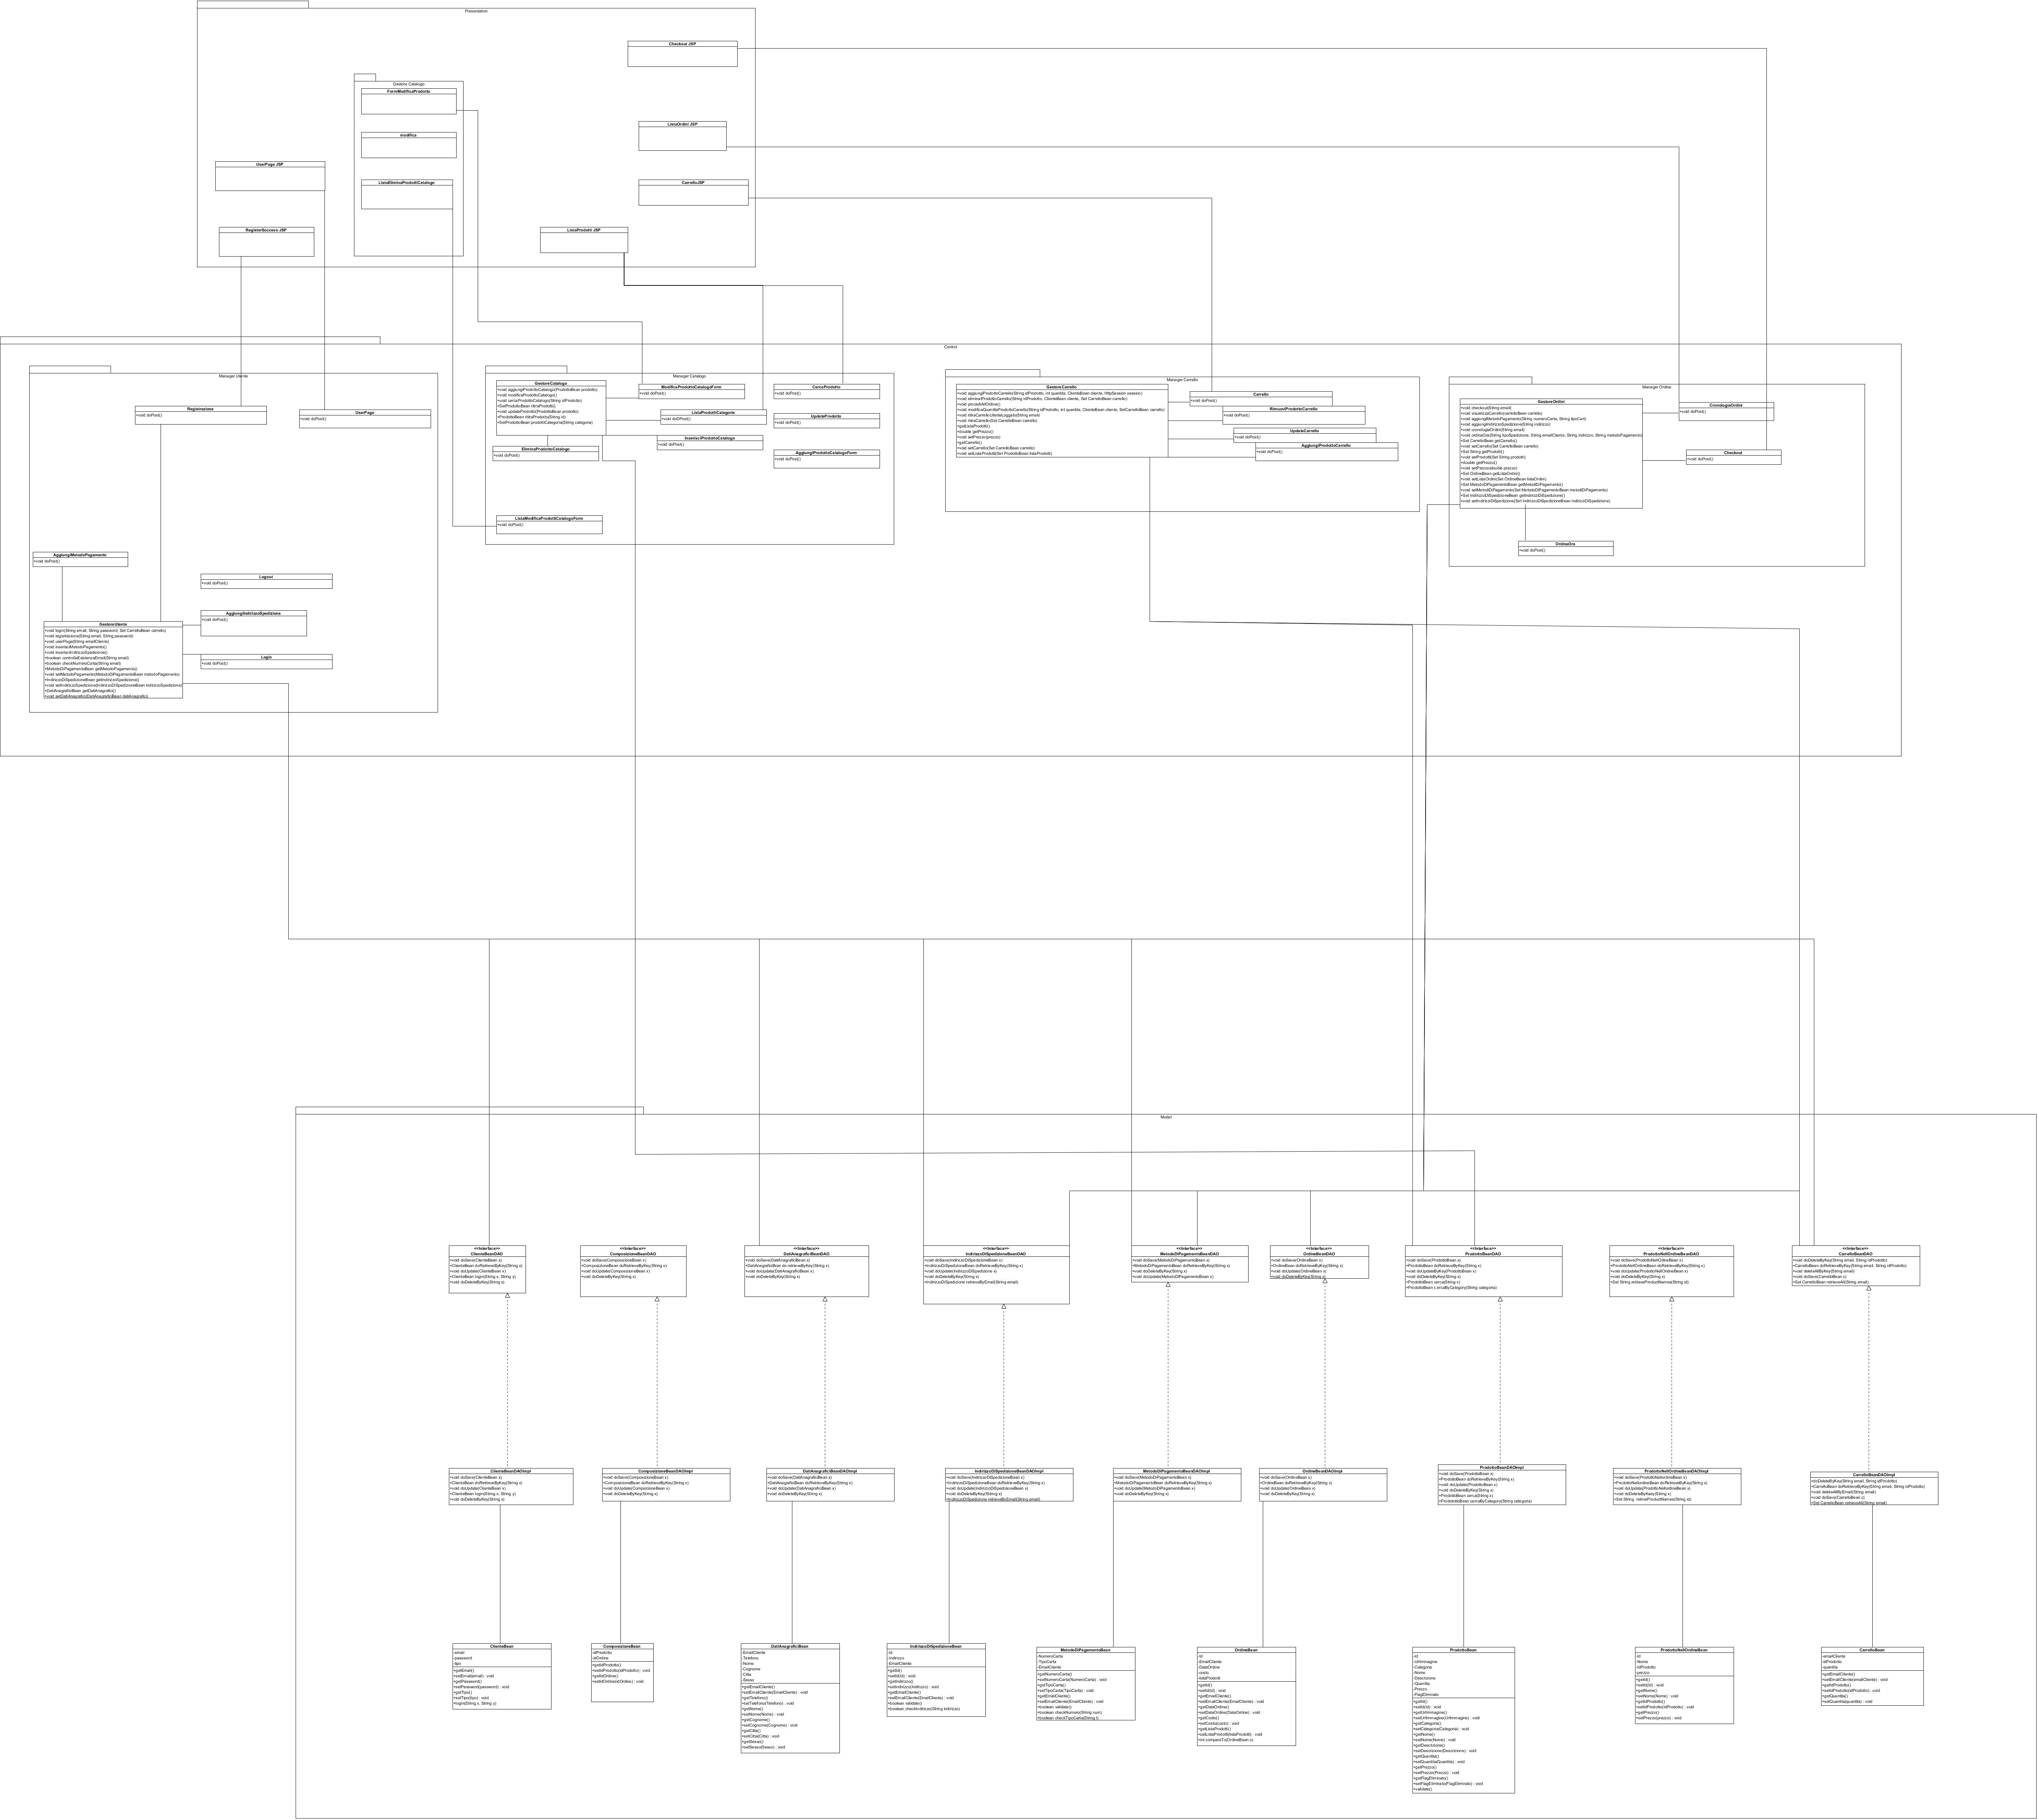 Presentation
Checkout JSP
Gestione Catalogo
FormModificaProdotto
modifica
ListaEliminaProdottiCatalogo
ListaOrdini JSP
UserPage JSP
CarrelloJSP
RegisterSuccess JSP
ListaProdotti JSP
Control
Manager Utente
Registrazione
+void doPost()
UserPage
+void doPost()
AggiungiMetodoPagamento
+void doPost()
Logout
+void doPost()
AggiungiIndirizzoSpedizione
+void doPost()
Login
+void doPost()
GestoreUtente
+void login(String email, String password, Set CarrelloBean carrello)
+void registrazione(String email, String password)
+void userPage(String emailCliente)
+void inserisciMetodoPagamento()
+void inserisciIndirizzoSpedizione()
+boolean controllaEsistenzaEmail(String email)
+boolean checkNumeroCarta(String email)
+MetodoDiPagamentoBean getMetodoPagamento()
+void setMetodoPagamento(MetodoDiPagamentoBean metodoPagamento)
+IndirizzoDiSpedizioneBean getIndirizzoSpedizione()
+void setIndirizzoSpedizione(IndirizzoDiSpedizioneBean indirizzoSpedizione)
+DatiAnagraficiBean getDatiAnagrafici()
+void setDatiAnagrafici(DatiAnagraficiBean datiAnagrafici)
Manager Catalogo
GestoreCatalogo
+void aggiungiProdottoCatalogo(ProdottoBean prodotto)
+void modificaProdottoCatalogo()
+void cercaProdottoCatalogo(String idProdotto)
+SetProdottoBean ritiraProdotti()
+void updateProdotto(ProdottoBean prodotto)
+ProdottoBean ritiraProdotto(String id)
+SetProdottoBean prodottiCategoria(String categoria)
ModificaProdottoCatalogoForm
+void doPost()
CaricaProdotto
+void doPost()
ListaProdottiCategorie
+void doPost()
UpdateProdotto
+void doPost()
InserisciProdottoCatalogo
+void doPost()
EliminaProdottoCatalogo
+void doPost()
AggiungiProdottoCatalogoForm
+void doPost()
ListaModificaProdottiCatalogoForm
+void doPost()
Manager Carrello
GestoreCarrello
+void aggiungiProdottoCarrello(String idProdotto, int quantita, ClienteBean cliente, HttpSession session)
+void eliminaProdottoCarrello(String idProdotto, ClienteBean cliente, Set CarrelloBean carrello)
+void procediAllOrdine()
+void modificaQuantitaProdottoCarrello(String idProdotto, int quantita, ClienteBean cliente, SetCarrelloBean carrello)
+void ritiraCarrelloUtenteLoggato(String email)
+void ritiraCarrello(Set CarrelloBean carrello)
+getListaProdotti()
+double getPrezzo()
+void setPrezzo(prezzo)
+getCarrello()
+void setCarrello(Set CarrelloBean carrello)
+void setListaProdotti(Set ProdottoBean listaProdotti)
Carrello
+void doPost()
RimuoviProdottoCarrello
+void doPost()
UpdateCarrello
+void doPost()
AggiungiProdottoCarrello
+void doPost()
Manager Ordine
GestoreOrdini
+void checkout(String email)
+void visualizzaCarrello(carrelloBean carrello)
+void aggiungiMetodoPagamento(String numeroCarta, String tipoCart)
+void aggiungiIndirizzoSpedizione(String indirizzo)
+void cronologiaOrdini(String email)
+void ordinaOra(String tipoSpedizione, String emailCliente, String indirizzo, String metodoPagamento)
+Set CarrelloBean getCarrello()
+void setCarrello(Set CarrelloBean carrello)
+Set String getProdotti()
+void setProdotti(Set String prodotti)
+double getPrezzo()
+void setPrezzo(double prezzo)
+Set OrdineBean getListaOrdini()
+void setListaOrdini(Set OrdineBean listaOrdini)
+Set MetodoDiPagamentoBean getMetodiDiPagamento()
+void setMetodiDiPagamento(Set MetodoDiPagamentoBean metodiDiPagamento)
+Set IndirizzoDiSpedizioneBean getIndirizziDiSpedizione()
+void setIndirizziDiSpedizione(Set IndirizzoDiSpedizioneBean indirizziDiSpedizione)
CronologiaOrdini
+void doPost()
Checkout
+void doPost()
OrdinaOra
+void doPost()
Model
<<Interface>>
ClienteBeanDAO
+void doSave(ClienteBean x)
+ClienteBean doRetrieveByKey(String x)
+void doUpdate(ClienteBean x)
+ClienteBean login(String x, String y)
+void doDeleteByKey(String x)
<<Interface>>
ComposizioneBeanDAO
+void doSave(ComposizioneBean x)
+ComposizioneBean doRetrieveByKey(String x)
+void doUpdate(ComposizioneBean x)
+void doDeleteByKey(String x)
<<Interface>>
DatiAnagraficiBeanDAO
+void doSave(DatiAnagraficiBean x)
+DatiAnagraficiBean doRetrieveByKey(String x)
+void doUpdate(DatiAnagraficiBean x)
+void doDeleteByKey(String x)
<<Interface>>
IndirizzoDiSpedizioneBeanDAO
+void doSave(IndirizzoDiSpedizioneBean x)
+IndirizzoDiSpedizioneBean doRetrieveByKey(String x)
+void doUpdate(IndirizzoDiSpedizione x)
+void doDeleteByKey(String x)
+IndirizzoDiSpedizione retrieveByEmail(String email)
<<Interface>>
MetodoDiPagamentoBeanDAO
+void doSave(MetodoDiPagamentoBean x)
+MetodoDiPagamentoBean doRetrieveByKey(String x)
+void doDeleteByKey(String x)
+void doUpdate(MetodoDiPagamentoBean x)
<<Interface>>
OrdineBeanDAO
+void doSave(OrdineBean x)
+OrdineBean doRetrieveByKey(String x)
+void doUpdate(OrdineBean x)
+void doDeleteByKey(String x)
<<Interface>>
ProdottoBeanDAO
+void doSave(ProdottoBean x)
+ProdottoBean doRetrieveByKey(String x)
+void doUpdateByKey(ProdottoBean x)
+void doDeleteByKey(String x)
+ProdottoBean cerca(String x)
+ProdottoBean c ercaByCategory(String categoria)
<<Interface>>
ProdottoNellOrdineBeanDAO
+void doSave(ProdottoNellOrdineBean x)
+ProdottoNellOrdineBean doRetrieveByKey(String x)
+void doUpdate(ProdottoNellOrdineBean x)
+void doDeleteByKey(String x)
+Set String retrieveProductNames(String id)
<<Interface>>
CarrelloBeanDAO
+void doDeleteByKey(String email, String idProdotto)
+CarrelloBean doRetrieveByKey(String email, String idProdotto)
+void deleteAllByKey(String email)
+void doSave(CarrelloBean c)
+Set CarrelloBean retrieveAll(String email)
ClienteBeanDAOImpl
+void doSave(ClienteBean x)
+ClienteBean doRetrieveByKey(String x)
+void doUpdate(ClienteBean x)
+ClienteBean login(String x, String y)
+void doDeleteByKey(String x)
ComposizioneBeanDAOImpl
+void doSave(ComposizioneBean x)
+ComposizioneBean doRetrieveByKey(String x)
+void doUpdate(ComposizioneBean x)
+void doDeleteByKey(String x)
DatiAnagraficiBeanDAOImpl
+void doSave(DatiAnagraficiBean x)
+DatiAnagraficiBean doRetrieveByKey(String x)
+void doUpdate(DatiAnagraficiBean x)
+void doDeleteByKey(String x)
IndirizzoDiSpedizioneBeanDAOImpl
+void doSave(IndirizzoDiSpedizioneBean x)
+IndirizzoDiSpedizioneBean doRetrieveByKey(String x)
+void doUpdate(IndirizzoDiSpedizioneBean x)
+void doDeleteByKey(String x)
+IndirizzoDiSpedizione retrieveByEmail(String email)
MetodoDiPagamentoBeanDAOImpl
+void doSave(MetodoDiPagamentoBean x)
+MetodoDiPagamentoBean doRetrieveByKey(String x)
+void doUpdate(MetodoDiPagamentoBean x)
+void doDeleteByKey(String x)
OrdineBeanDAOImpl
+void doSave(OrdineBean x)
+OrdineBean doRetrieveByKey(String x)
+void doUpdate(OrdineBean x)
+void doDeleteByKey(String x)
ProdottoBeanDAOImpl
+void doSave(ProdottoBean x)
+ProdottoBean doRetrieveByKey(String x)
+void doUpdate(ProdottoBean x)
+void doDeleteByKey(String x)
+ProdottoBean cerca(String x)
+ProdototoBean cercaByCategory(String categoria)
ProdottoNellOrdineBeanDAOImpl
+void doSave(ProdottoNellordineBean x)
+ProdottoNellordineBean doRetrieveByKey(String x)
+void doUpdate(ProdottoNellordineBean x)
+void doDeleteByKey(String x)
+Set String retriveProductNames(String id)
CarrelloBeanDAOImpl
+doDeleteByKey(String email, String idProdotto)
+CarrelloBean doRetrieveByKey(String email, String idProdotto)
+void deleteAllByEmail(String email)
+void doSave(CarrelloBean c)
+Set CarrelloBean retrieveAll(String email)
ClienteBean
-email
-password
-tipo
+getEmail()
+setEmail(email) : void
+getPassword()
+setPassword(password) : void
+getTipo()
+setTipo(tipo) : void
+login(String x, String y)
ComposizioneBean
-idProdotto
-idOrdine
+getIdProdotto()
+setIdProdotto(idProdotto) : void
+getIdOrdine()
+setIdOrdine(idOrdine) : void
DatiAnagraficiBean
-EmailCliente
-Telefono
-Nome
-Cognome
-Citta
-Sesso
+getEmailCliente()
+setEmailCliente(EmailCliente) : void
+getTelefono()
+setTelefono(Telefono) : void
+getNome()
+setNome(Nome) : void
+getCognome()
+setCognome(Cognome) : void
+getCitta()
+setCitta(Citta) : void
+getSesso()
+setSesso(Sesso) : void
IndirizzoDiSpedizioneBean
-Id
-Indirizzo
-EmailCliente
+getId()
+setId(Id) : void
+getIndirizzo()
+setIndirizzo(Indirizzo) : void
+getEmailCliente()
+setEmailCliente(EmailCliente) : void
+boolean validate()
+boolean checkIndirizzo(String indirizzo)
MetodoDiPagamentoBean
-NumeroCarta
-TipoCarta
-EmailCliente
+getNumeroCarta()
+setNumeroCarta(NumeroCarta) : void
+getTipoCarta()
+setTipoCarta(TipoCarta) : void
+getEmailCliente()
+setEmailCliente(EmailCliente) : void
+boolean validate()
+boolean checkNumero(String num)
+boolean checkTipoCarta(String t)
OrdineBean
-Id
-EmailCliente
-DataOrdine
-costo
-listaProdotti
+getId()
+setId(Id) : void
+getEmailCliente()
+setEmailCliente(EmailCliente) : void
+getDataOrdine()
+setDataOrdine(DataOrdine) : void
+getCosto()
+setCosto(costo) : void
+getListaProdotti()
+setListaProdotti(listaProdotti) : void
+int compareTo(OrdineBean o)
ProdottoBean
-Id
-UrlImmagine
-Categoria
-Nome
-Descrizione
-Quantita
-Prezzo
-FlagEliminato
+getId()
+setId(Id) : void
+getUrlImmagine()
+setUrlImmagine(UrlImmagine) : void
+getCategoria()
+setCategoria(Categoria) : void
+getNome()
+setNome(Nome) : void
+getDescrizione()
+setDescrizione(Descrizione) : void
+getQuantita()
+setQuantita(Quantita) : void
+getPrezzo()
+setPrezzo(Prezzo) : void
+getFlagEliminato()
+setFlagEliminato(FlagEliminato) : void
+validate()
ProdottoNellOrdineBean
-Id
-Nome
-IdProdotto
-prezzo
+getId()
+setId(Id) : void
+getNome()
+setNome(Nome) : void
+getIdProdotto()
+setIdProdotto(IdProdotto) : void
+getPrezzo()
+setPrezzo(prezzo) : void
CarrelloBean
-emailCliente
-idProdotto
-quantita
+getEmailCliente()
+setEmailCliente(emailCliente) : void
+getIdProdotto()
+setIdProdotto(idProdotto) : void
+getQuantita()
+setQuantita(quantita) : void